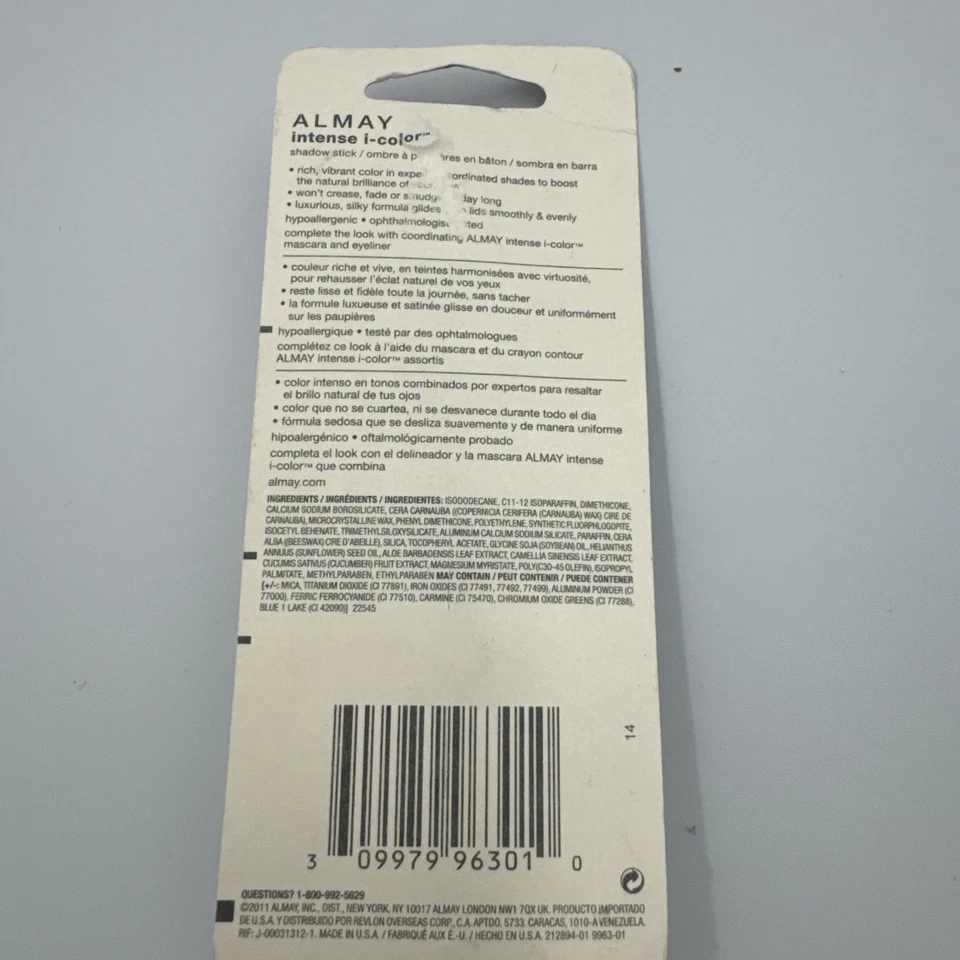 ALMAY
intense i-color™
shadow stick / ombre à p res en bâton / sombra en barra
• rich, vibrant color in expe ordinated shades to boost
the natural brilliance of
• won't crease, fade or smudge day long
• luxurious, silky formula glides lids smoothly & evenly
hypoallergenic • ophthalmologis ted
complete the look with coordinating ALMAY intense i-color™
mascara and eyeliner
• couleur riche et vive, en teintes harmonisées avec virtuosité,
pour rehausser l'éclat naturel de vos yeux
• reste lisse et fidèle toute la journée, sans tacher
• la formule luxueuse et satinée glisse en douceur et uniformément
sur les paupières
hypoallergique • testé par des ophtalmologues
complétez ce look à l'aide du mascara et du crayon contour
ALMAY intense i-color™ assortis
• color intenso en tonos combinados por expertos para resaltar
el brillo natural de tus ojos
• color que no se cuartea, ni se desvanece durante todo el día
• fórmula sedosa que se desliza suavemente y de manera uniforme
hipoalergénico • oftalmológicamente probado
completa el look con el delineador y la mascara ALMAY intense
i-color™ que combina
almay.com
INGREDIENTS / INGRÉDIENTS / INGREDIENTES: ISODODECANE, C11-12 ISOPARAFFIN, DIMETHICONE,
CALCIUM SODIUM BOROSILICATE, CERA CARNAUBA ((COPERNICIA CERIFERA (CARNAUBA) WAX) CIRE DE
CARNAUBA), MICROCRYSTALLINE WAX, PHENYL DIMETHICONE, POLYETHYLENE, SYNTHETIC FLUORPHLOGOPITE,
ISOCETYL BEHENATE, TRIMETHYLSILOXYSILICATE, ALUMINUM CALCIUM SODIUM SILICATE, PARAFFIN, CERA
ALBA ((BEESWAX) CIRE D'ABEILLE), SILICA, TOCOPHERYL ACETATE, GLYCINE SOJA (SOYBEAN) OIL, HELIANTHUS
ANNUUS (SUNFLOWER) SEED OIL, ALOE BARBADENSIS LEAF EXTRACT, CAMELLIA SINENSIS LEAF EXTRACT,
CUCUMIS SATIVUS (CUCUMBER) FRUIT EXTRACT, MAGNESIUM MYRISTATE, POLY(C30-45 OLEFIN), ISOPROPYL
PALMITATE, METHYLPARABEN, ETHYLPARABEN MAY CONTAIN / PEUT CONTENIR / PUEDE CONTENER
[+/-: MICA, TITANIUM DIOXIDE (CI 77891), IRON OXIDES (CI 77491, 77492, 77499), ALUMINUM POWDER (CI
77000), FERRIC FERROCYANIDE (CI 77510), CARMINE (CI 75470), CHROMIUM OXIDE GREENS (CI 77288),
BLUE 1 LAKE (CI 42090)] 22545
14
3 09979 96301 0
QUESTIONS? 1-800-992-5629
©2011 ALMAY, INC., DIST., NEW YORK, NY 10017 ALMAY LONDON NW1 7QX UK. PRODUCTO IMPORTADO
DE U.S.A. Y DISTRIBUIDO POR REVLON OVERSEAS CORP., C.A. APTDO. 5733. CARACAS, 1010-A VENEZUELA.
RIF: J-00031312-1. MADE IN U.S.A. / FABRIQUÉ AUX É.-U. / HECHO EN U.S.A. 212894-01 9963-01